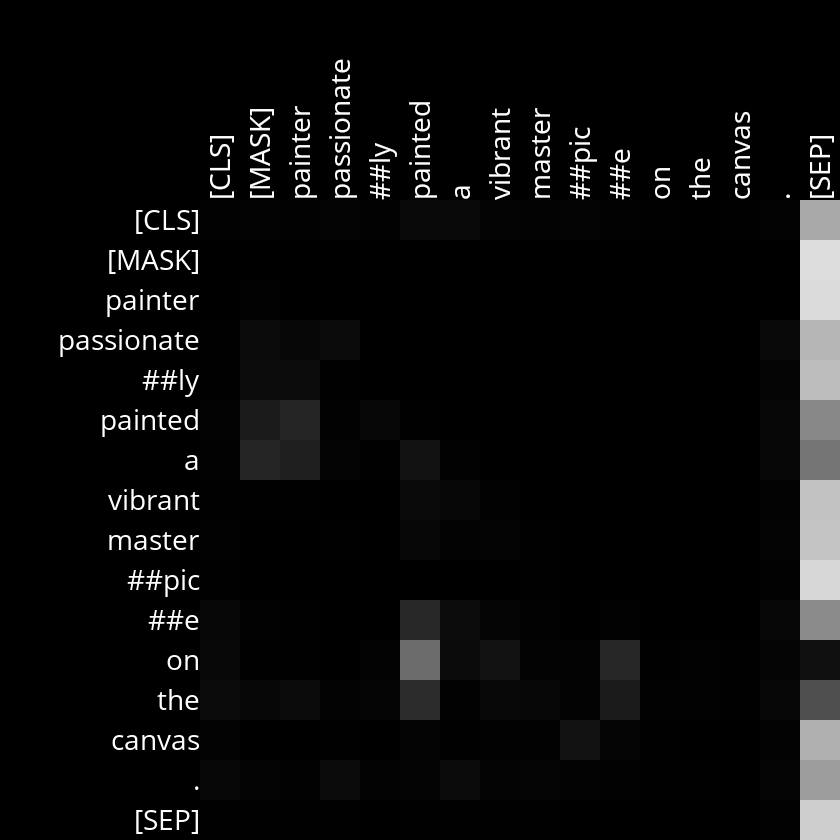 [CLS] [MASK] painter passionate ##ly painted a vibrant master ##pic ##e on the canvas . [SEP]
[CLS]
[MASK]
painter
passionate
##ly
painted
a
vibrant
master
##pic
##e
on
the
canvas
.
[SEP]